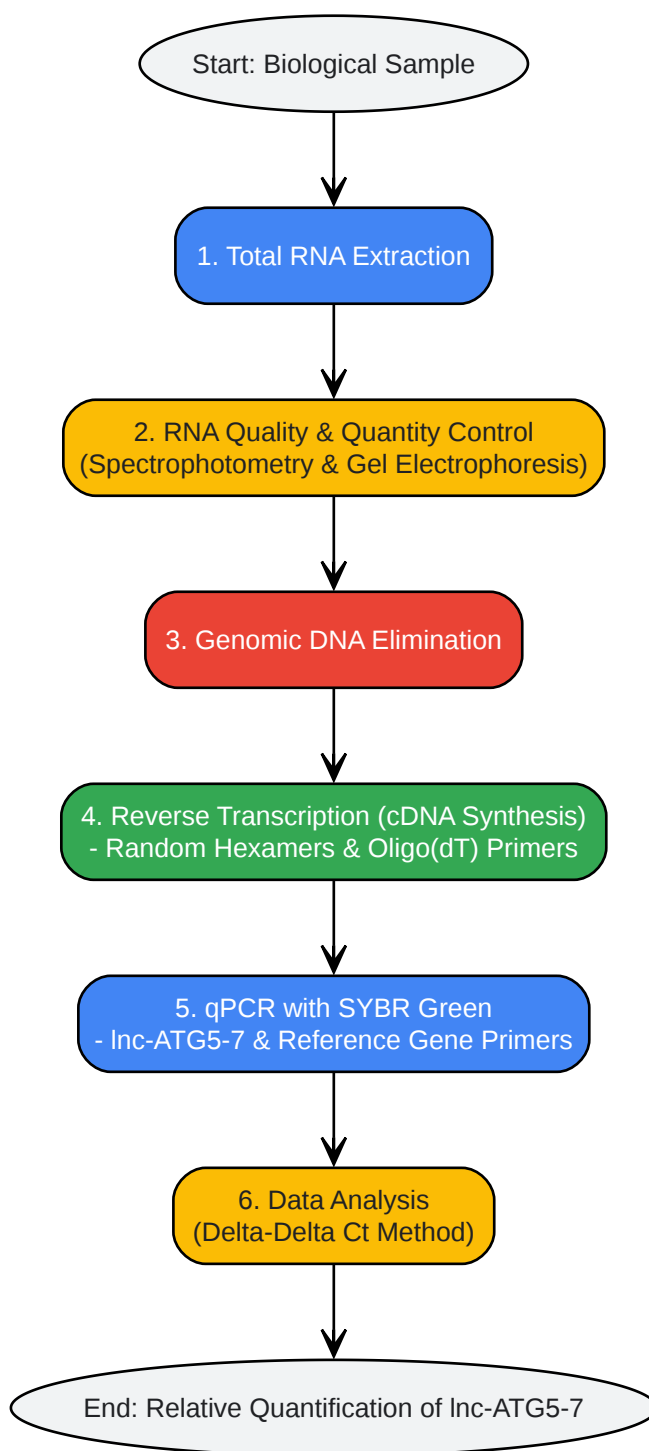 Start: Biological Sample
1. Total RNA Extraction
2. RNA Quality & Quantity Control
(Spectrophotometry & Gel Electrophoresis)
3. Genomic DNA Elimination
4. Reverse Transcription (cDNA Synthesis)
- Random Hexamers & Oligo(dT) Primers
5. qPCR with SYBR Green
- lnc-ATG5-7 & Reference Gene Primers
6. Data Analysis
(Delta-Delta Ct Method)
End: Relative Quantification of lnc-ATG5-7